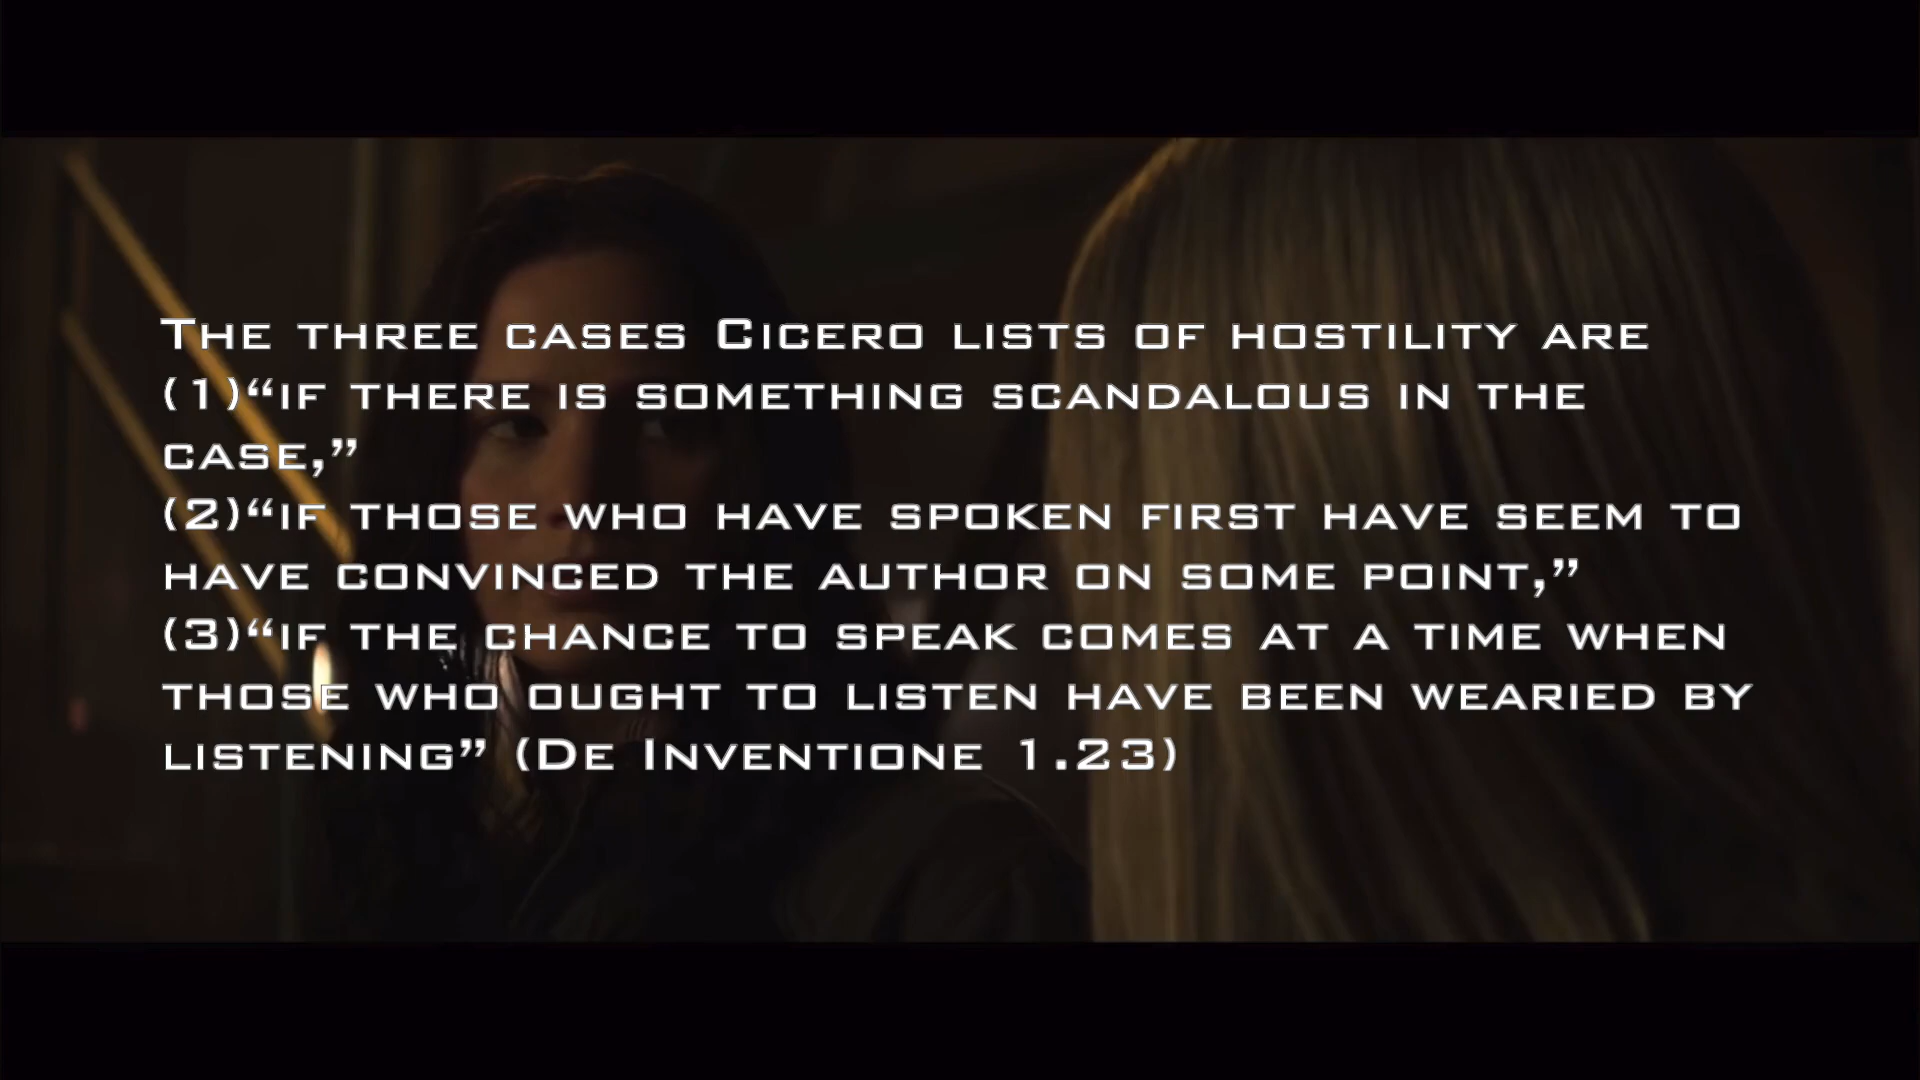 The three cases Cicero lists of hostility are
(1)“if there is something scandalous in the
case,”
(2)“if those who have spoken first have seem to
have convinced the author on some point,”
(3)“if the chance to speak comes at a time when
those who ought to listen have been wearied by
listening” (De Inventione 1.23)